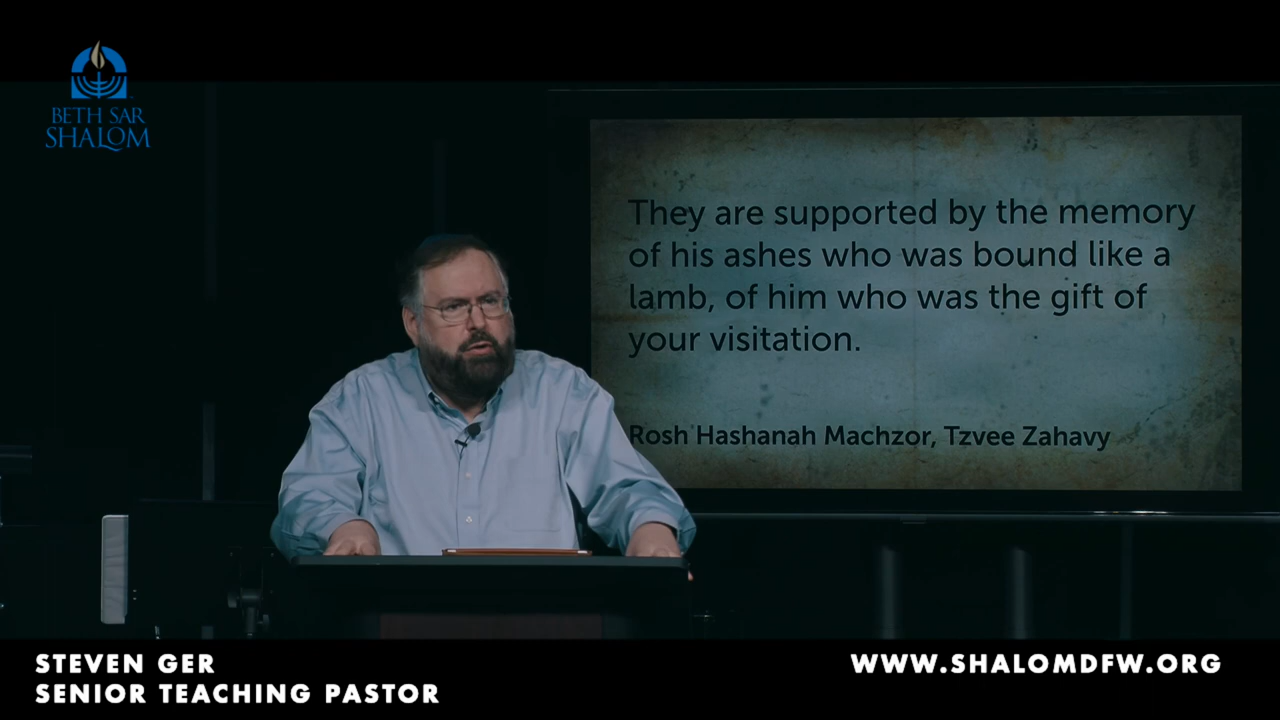 BETH SAR
SHALOM
They are supported by the memory
of his ashes who was bound like a
lamb, of him who was the gift of
your visitation.
Rosh Hashanah Machzor, Tzvee Zahavy
STEVEN GER
SENIOR TEACHING PASTOR
WWW.SHALOMDFW.ORG